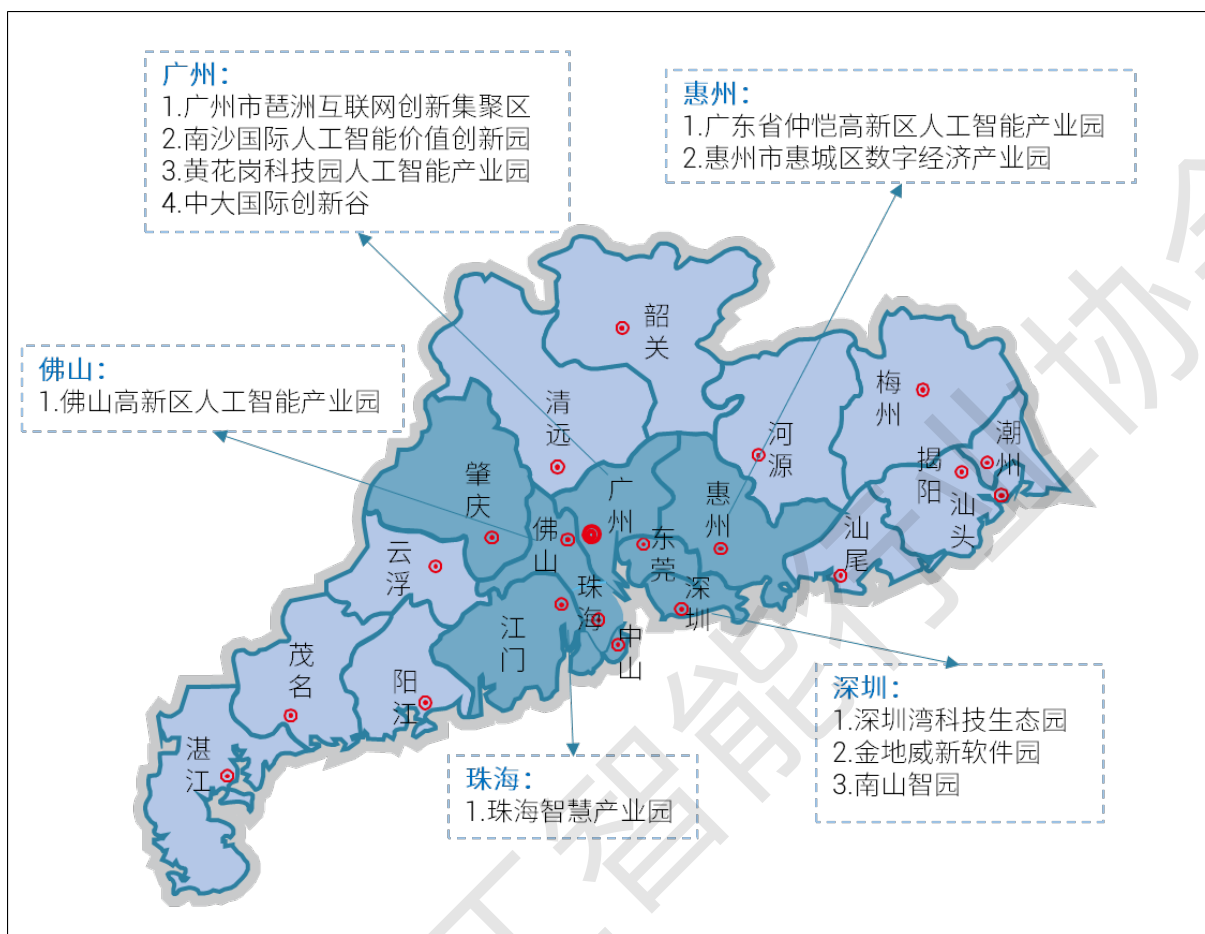 广州：
1.广州市琶洲互联网创新集聚区
2.南沙国际人工智能价值创新园
3.黄花岗科技园人工智能产业园
4.中大国际创新谷
惠州：
1.广东省仲恺高新区人工智能产业园
2.惠州市惠城区数字经济产业园
佛山：
1.佛山高新区人工智能产业园
韶关
清远
梅州
河源
潮州
揭阳
汕头
肇庆
广州
惠州
佛山
东莞
汕尾
云浮
深圳
珠海
中山
江门
茂名
阳江
湛江
深圳：
1.深圳湾科技生态园
2.金地威新软件园
3.南山智园
珠海：
1.珠海智慧产业园
工智能行业协会